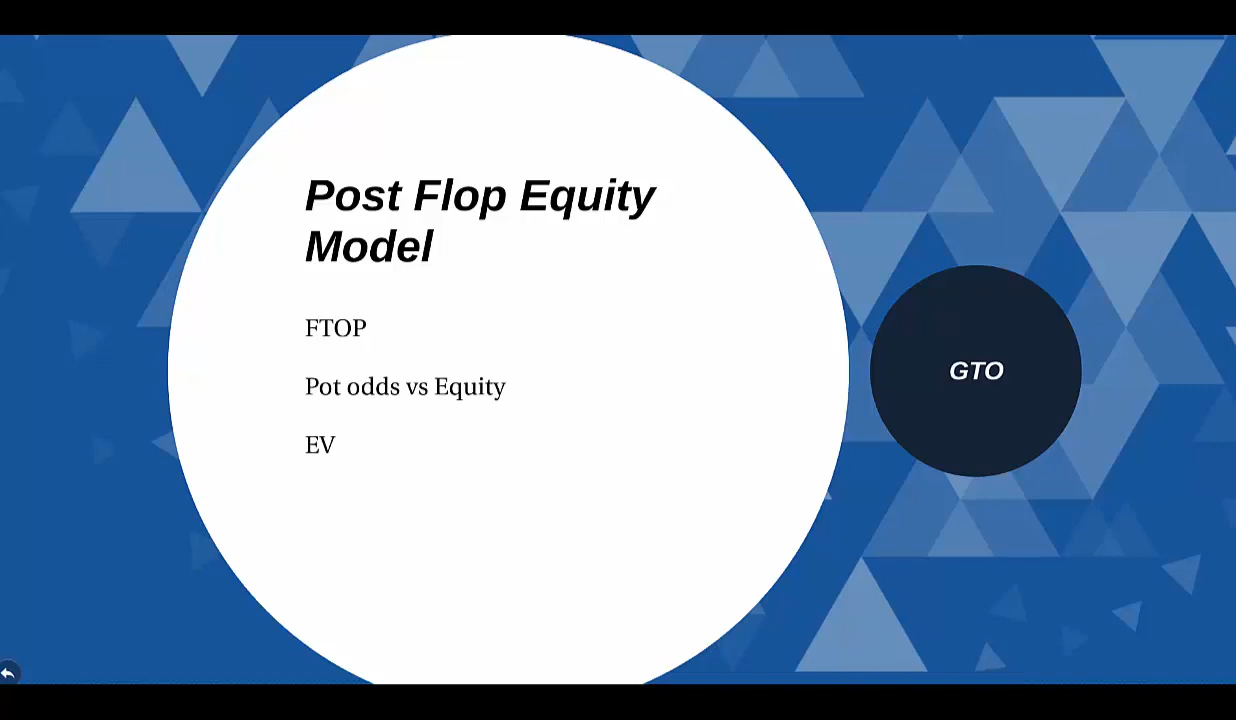 Post Flop Equity
Model
FTOP
Pot odds vs Equity
EV
GTO